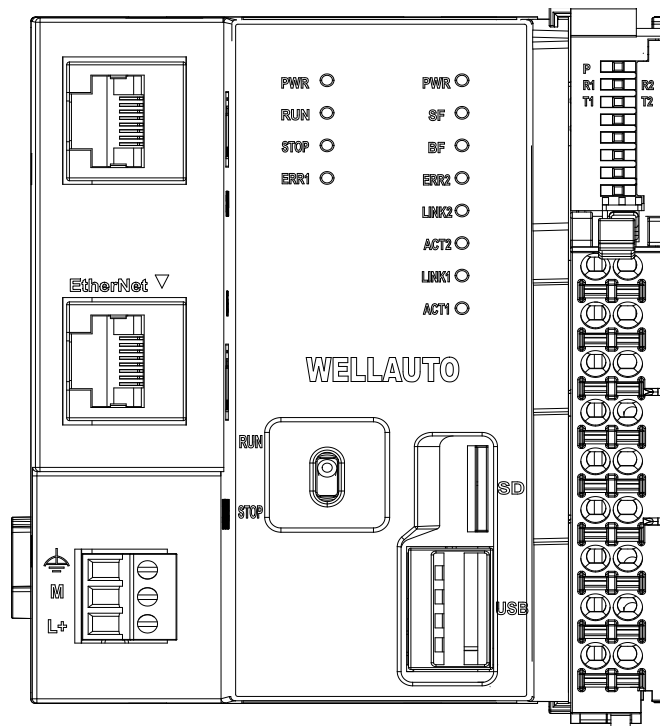 PWR
RUN
STOP
ERR1
PWR
SF
BF
ERR2
LINK2
ACT2
LINK1
ACT1
P
R1 R2
T1 T2
EtherNet
WELLAUTO
RUN
STOP
SD
USB
M
L+